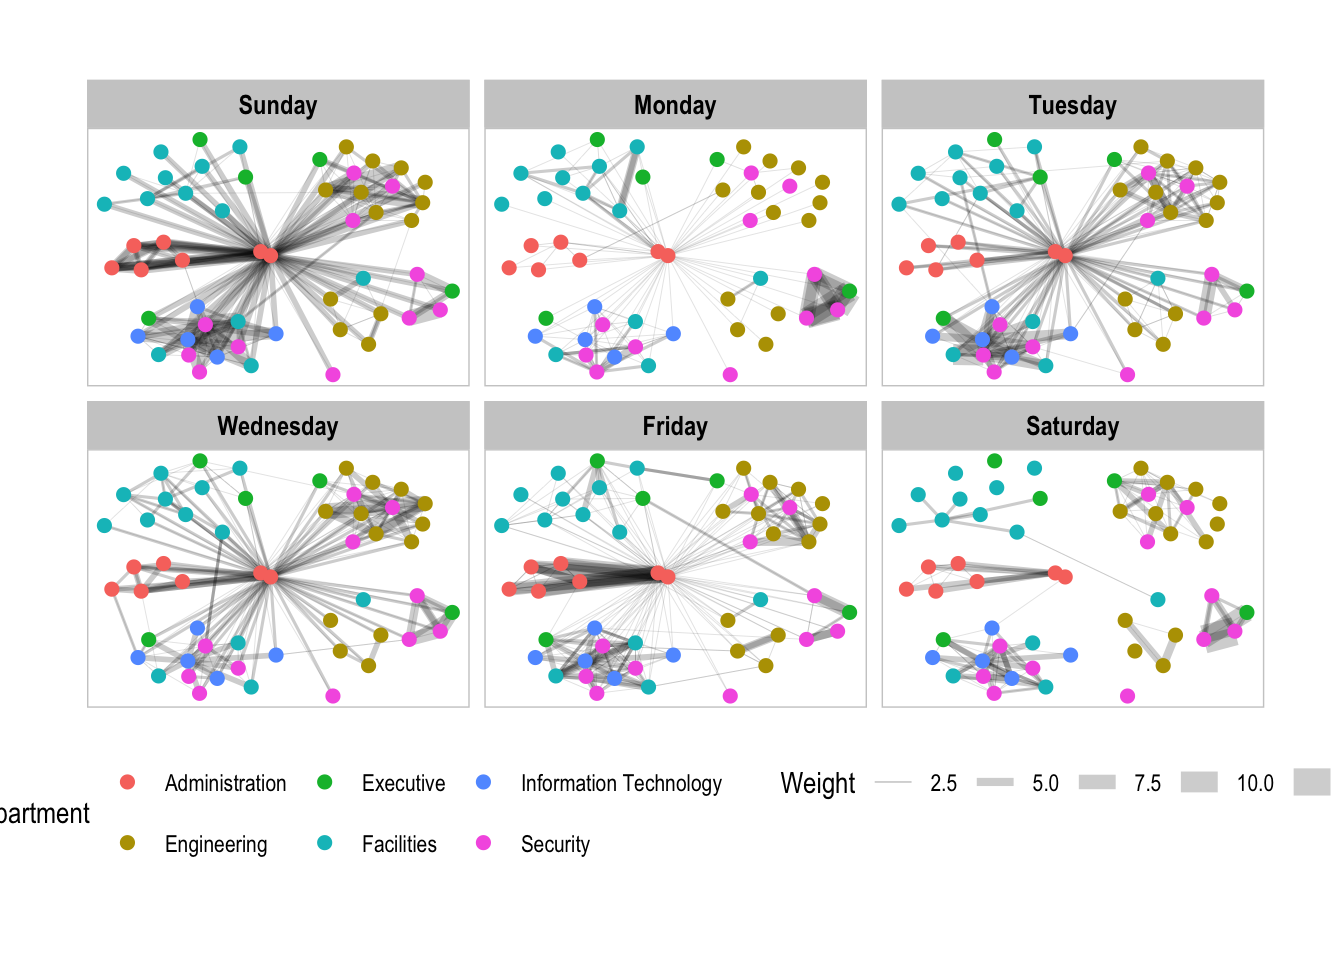 Sunday Monday Tuesday
Wednesday Friday Saturday
Administration Executive Information Technology Weight 2.5 5.0 7.5 10.0
partment
Engineering Facilities Security